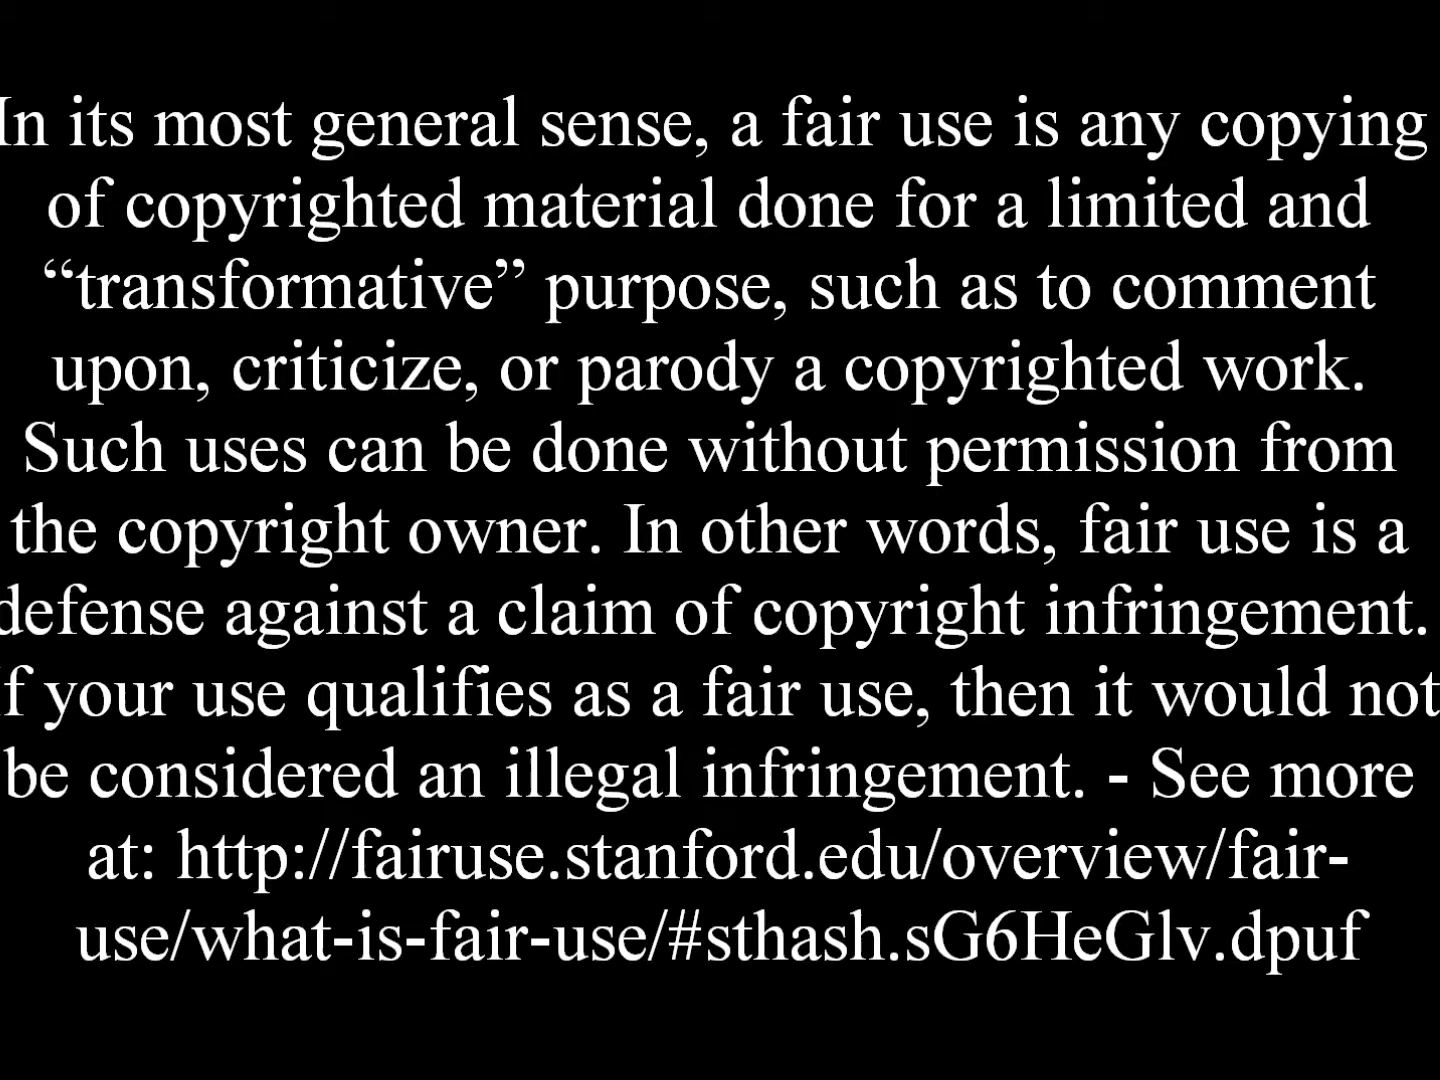 In its most general sense, a fair use is any copying
of copyrighted material done for a limited and
“transformative” purpose, such as to comment
upon, criticize, or parody a copyrighted work.
Such uses can be done without permission from
the copyright owner. In other words, fair use is a
defense against a claim of copyright infringement.
If your use qualifies as a fair use, then it would not
be considered an illegal infringement. - See more
at: http://fairuse.stanford.edu/overview/fair-
use/what-is-fair-use/#sthash.sG6HeGlv.dpuf